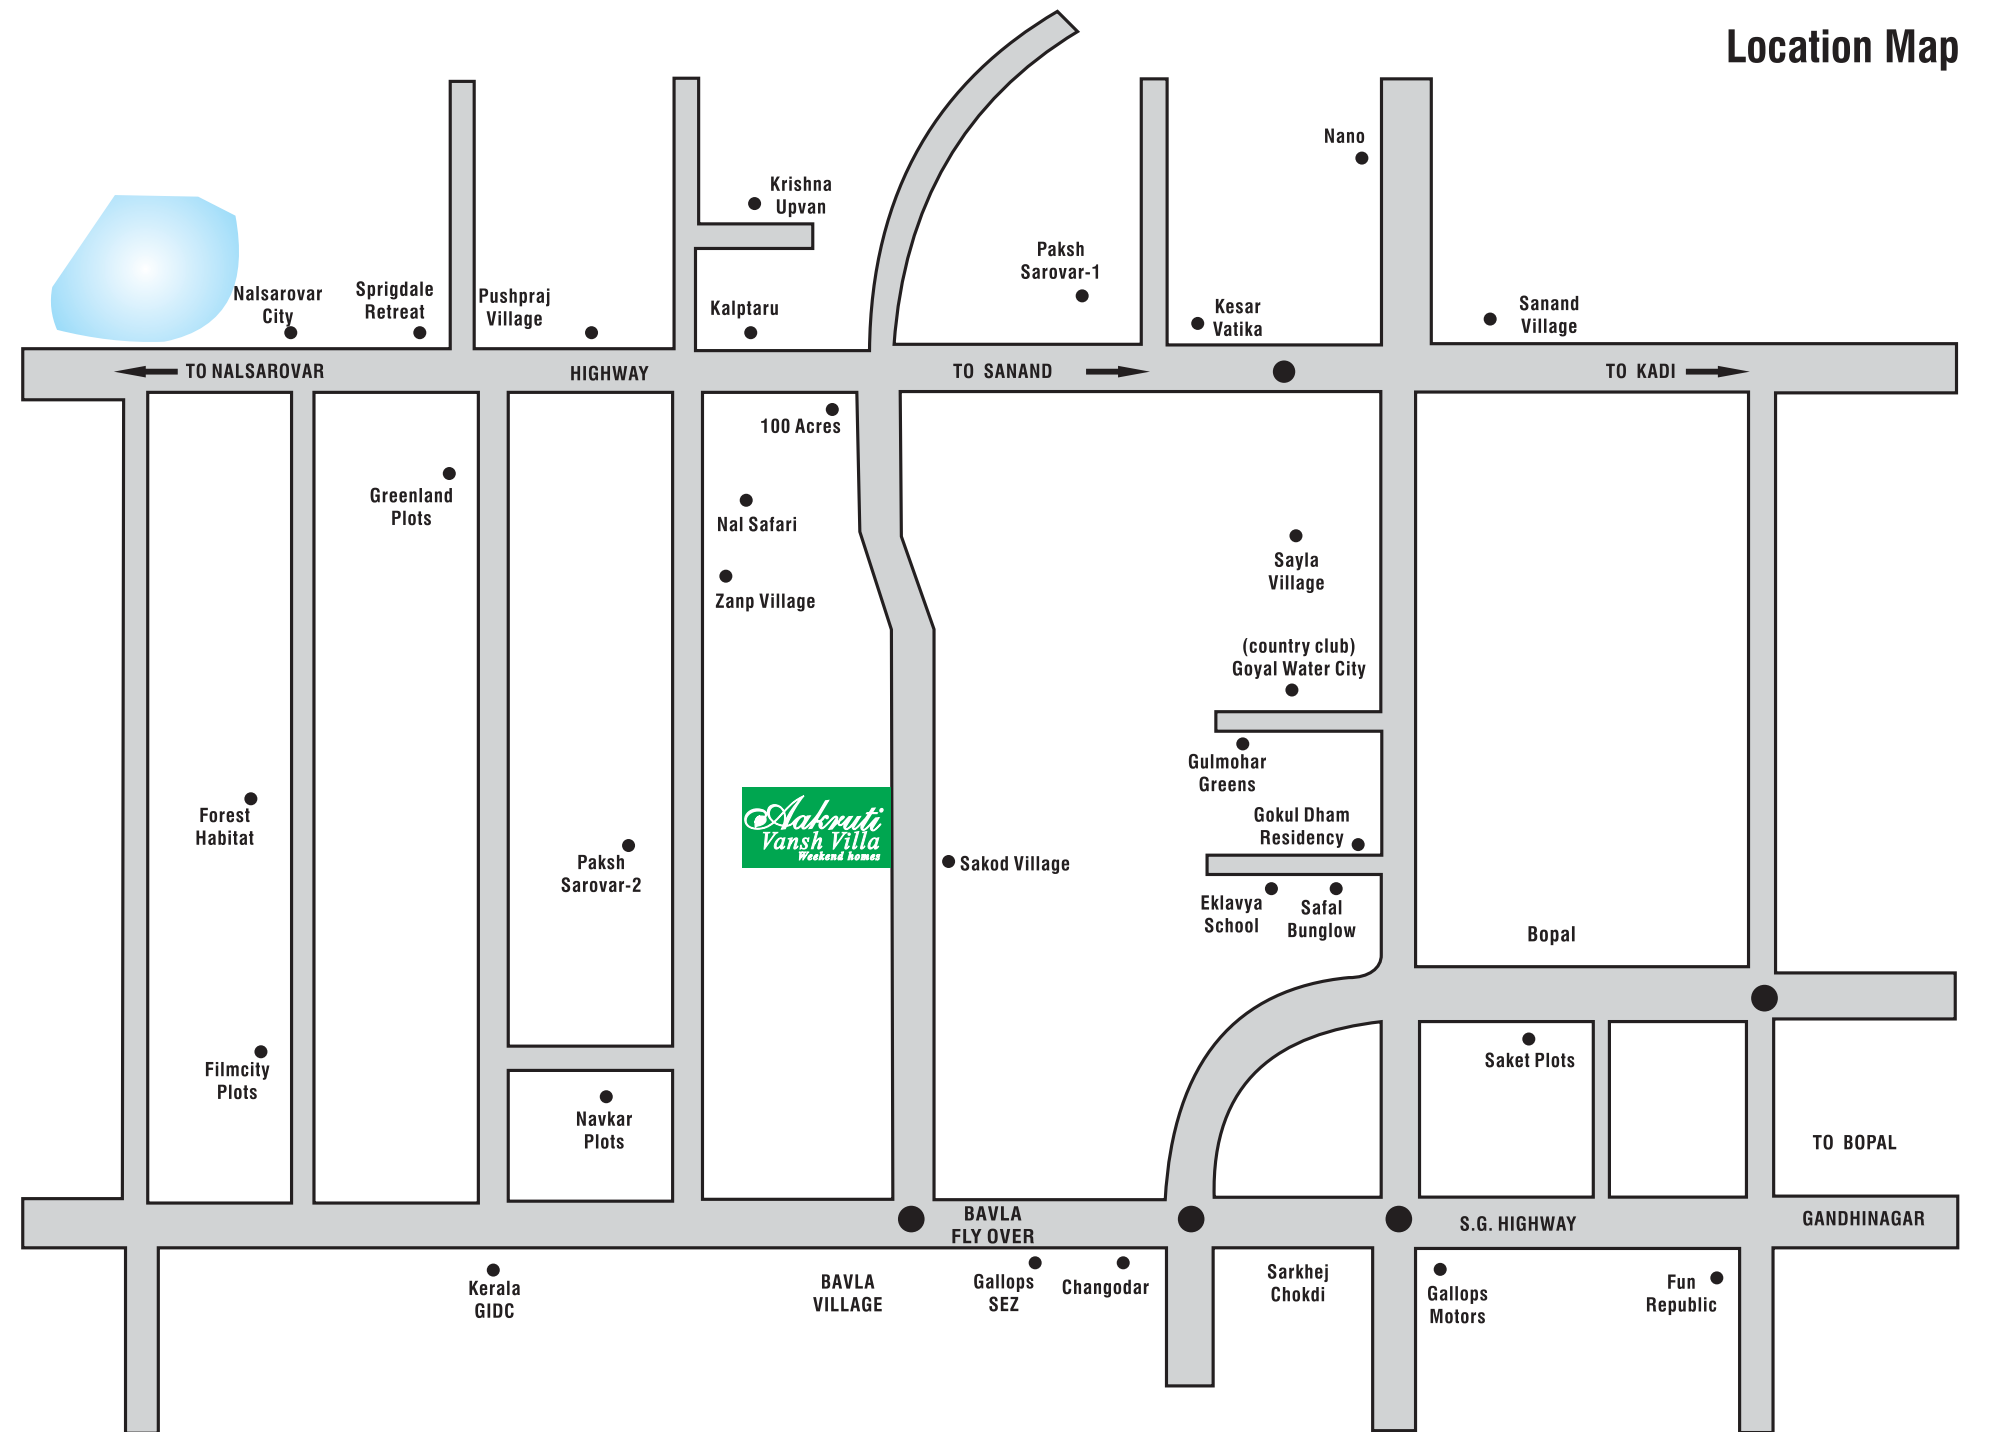 Location Map
Nano
Krishna
Upvan
Paksh
Sarovar-1
Nalsarovar
City
Sprigdale
Retreat
Pushpraj
Village
Kalptaru
Kesar
Vatika
Sanand
Village
TO NALSAROVAR
HIGHWAY
TO SANAND
TO KADI
100 Acres
Greenland
Plots
Nal Safari
Zanp Village
Sayla
Village
(country club)
Goyal Water City
Gulmohar
Greens
Forest
Habitat
Paksh
Sarovar-2
Aakruti
Vansh Villa
Weekend homes
Sakod Village
Gokul Dham
Residency
Eklavya
School
Safal
Bunglow
Bopal
Filmcity
Plots
Navkar
Plots
Saket Plots
TO BOPAL
BAVLA
FLY OVER
S.G. HIGHWAY
GANDHINAGAR
Kerala
GIDC
BAVLA
VILLAGE
Gallops
SEZ
Changodar
Sarkhej
Chokdi
Gallops
Motors
Fun
Republic